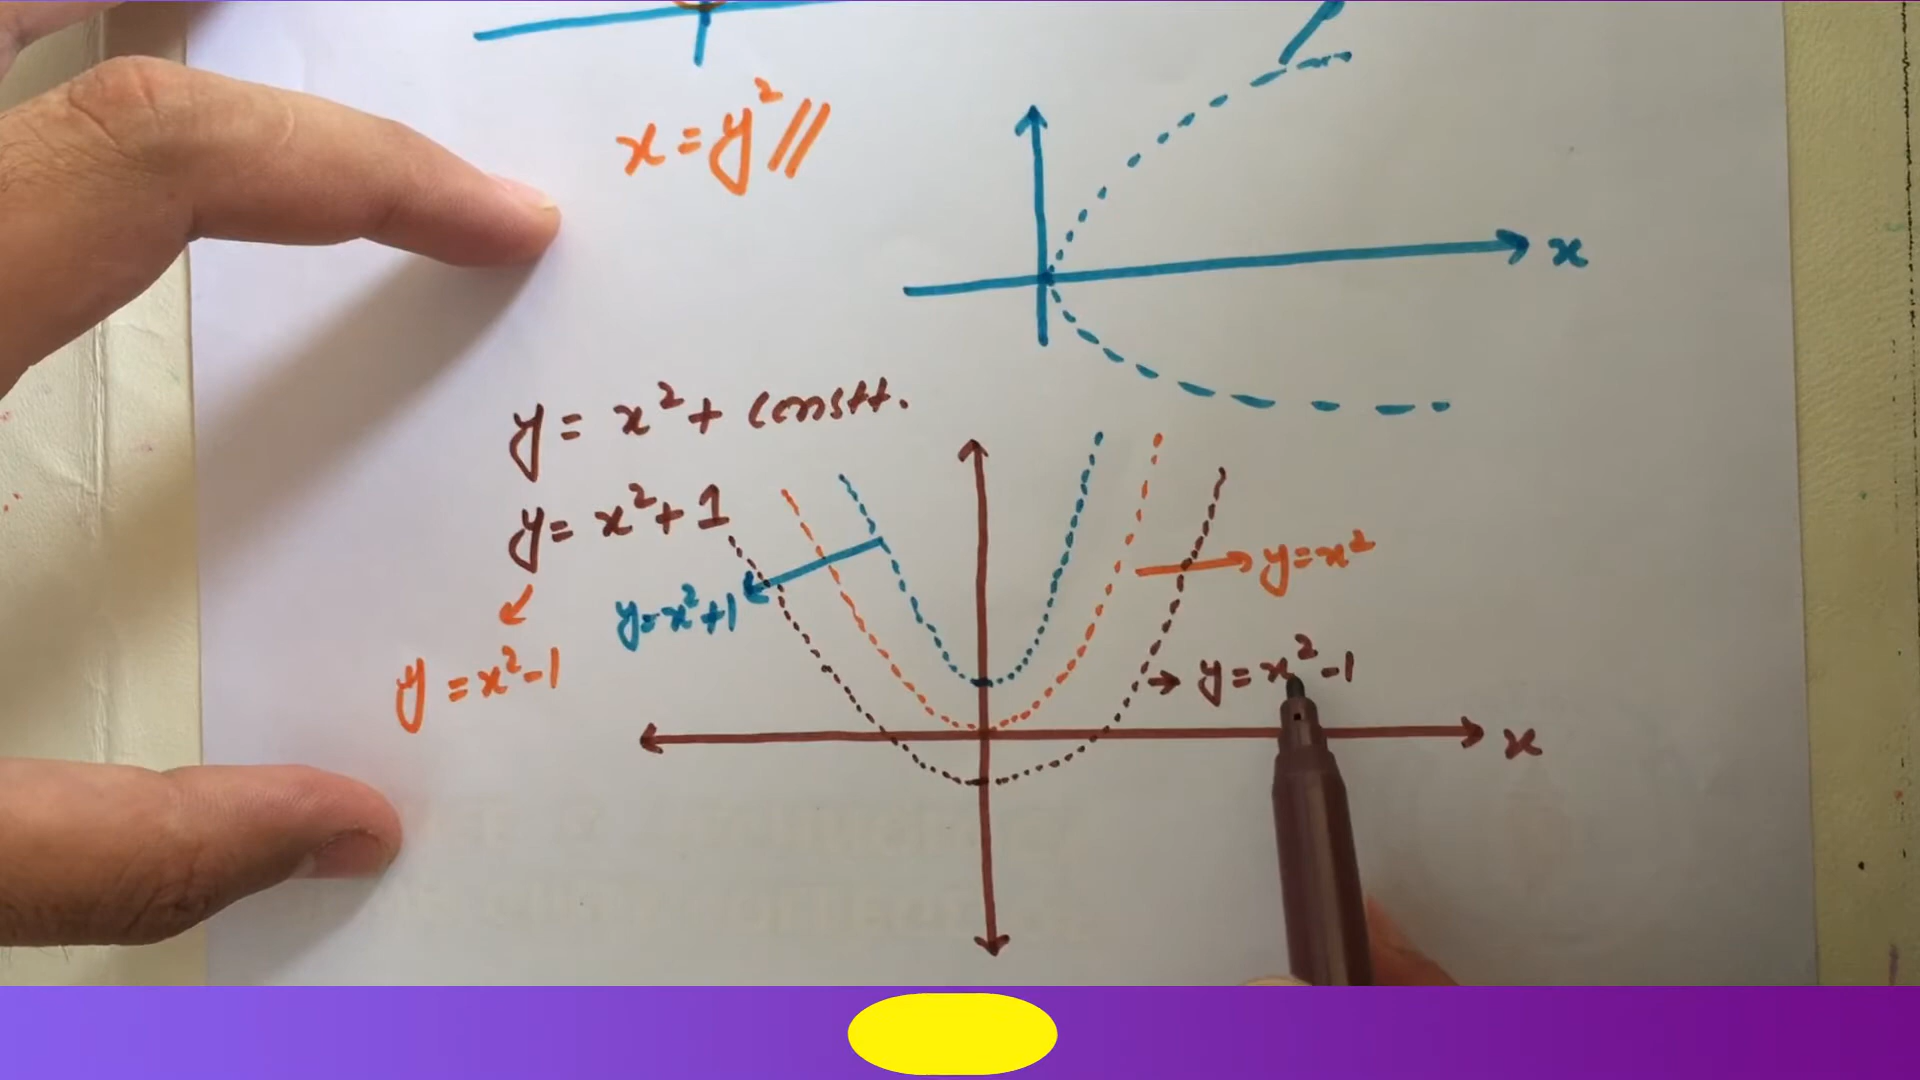 x = y² //
x
y = x² + constt.
y = x² + 1
y = x²
y = x² + 1
y = x² - 1
y = x² - 1
x